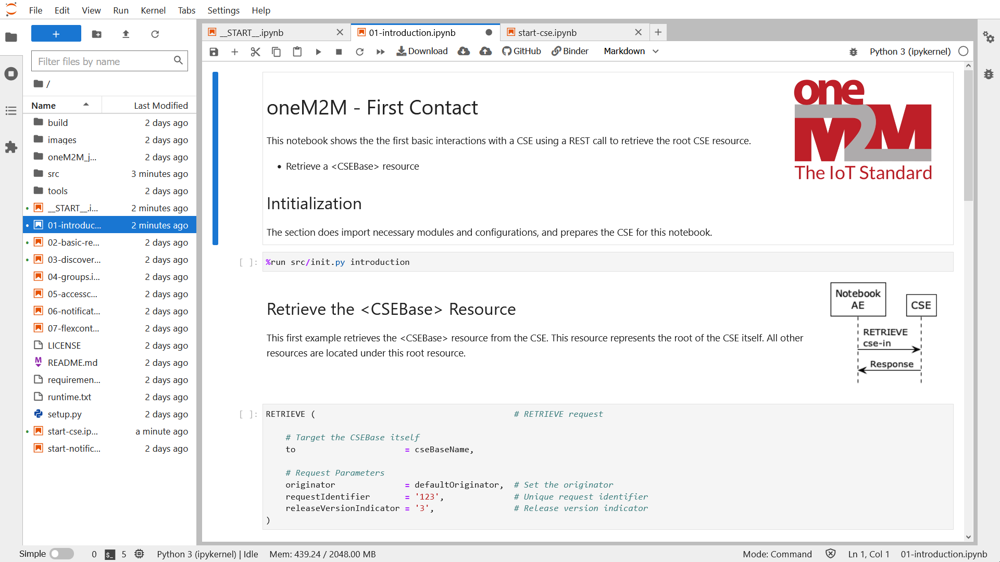 File Edit View Run Kernel Tabs Settings Help
__START__.ipynb
01-introduction.ipynb
start-cse.ipynb
Download GitHub Binder Markdown
Python 3 (ipykernel)
Filter files by name
/
Name Last Modified
build 2 days ago
images 2 days ago
oneM2M_j... 2 days ago
src 3 minutes ago
tools 2 days ago
__START__.i... 2 minutes ago
01-introduc... 2 minutes ago
02-basic-re... 2 days ago
03-discover... 2 days ago
04-groups.i... 2 days ago
05-accessc... 2 days ago
06-notificat... 2 days ago
07-flexcont... 2 days ago
LICENSE 2 days ago
README.md 2 days ago
requiremen... 2 days ago
runtime.txt 2 days ago
setup.py 2 days ago
start-cse.ip... a minute ago
start-notific... 2 days ago
oneM2M - First Contact
This notebook shows the the first basic interactions with a CSE using a REST call to retrieve the root CSE resource.
• Retrieve a <CSEBase> resource
one
M2M
The IoT Standard
Intitialization
The section does import necessary modules and configurations, and prepares the CSE for this notebook.
[ ]: %run src/init.py introduction
Retrieve the <CSEBase> Resource
This first example retrieves the <CSEBase> resource from the CSE. This resource represents the root of the CSE itself. All other
resources are located under this root resource.
Notebook
AE
CSE
RETRIEVE
cse-in
Response
[ ]: RETRIEVE ( # RETRIEVE request
# Target the CSEBase itself
to = cseBaseName,
# Request Parameters
originator = defaultOriginator, # Set the originator
requestIdentifier = '123', # Unique request identifier
releaseVersionIndicator = '3', # Release version indicator
)
Simple 0 $_ 5 Python 3 (ipykernel) | Idle Mem: 439.24 / 2048.00 MB
Mode: Command Ln 1, Col 1 01-introduction.ipynb